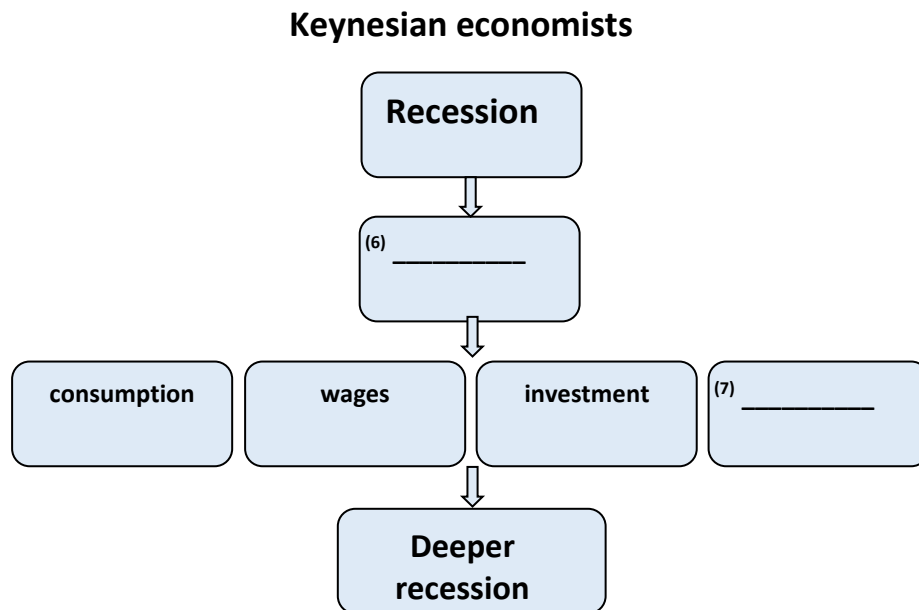 Keynesian economists
Recession
(6) __________
consumption
wages
investment
(7) __________
Deeper
recession